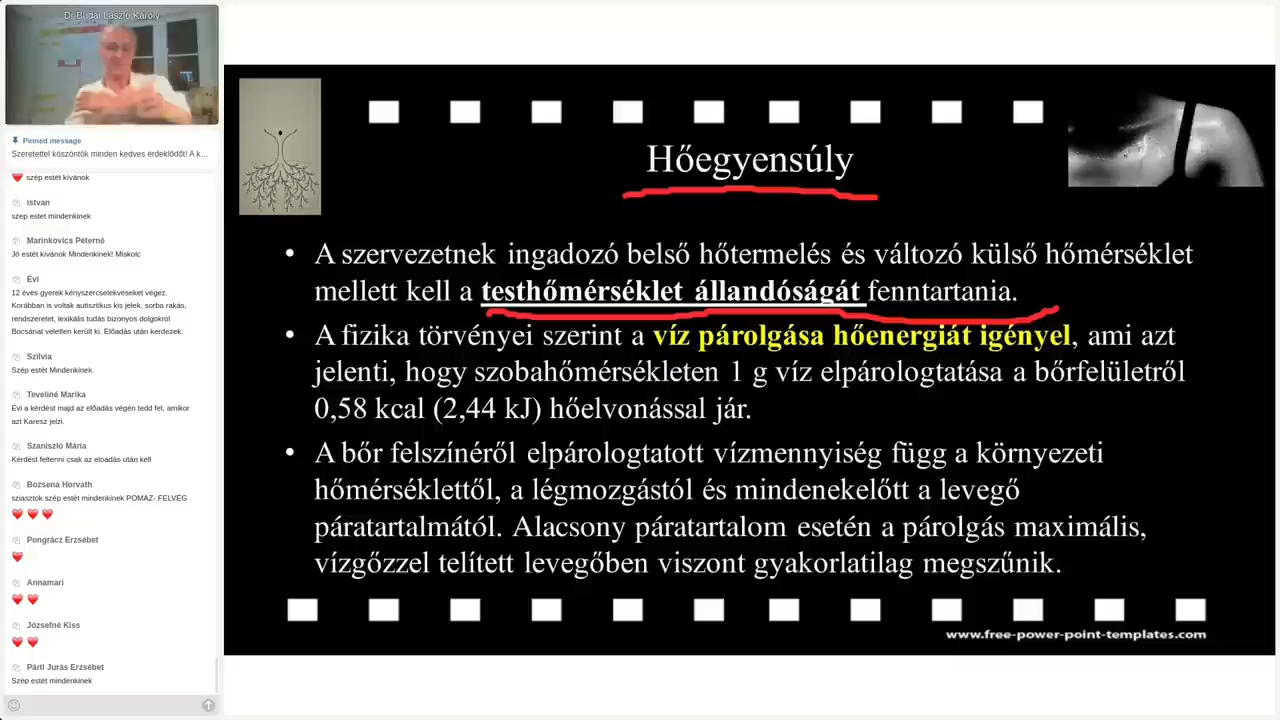 Dr Budai László Károly
Pinned message
Szeretettel köszöntök minden kedves érdeklődőt! A k…
szép estét kívánok
istvan
szep estet mindenkinek
Marinkovics Péterné
Jó estét kívánok Mindenkinek! Miskolc
Évi
12 éves gyerek kényszercselekvéseket végez.
Korábban is voltak autisztikus kis jelek, sorba rakás,
rendszeretet, lexikális tudás bizonyos dolgokról
Bocsánat veletlen került ki. Előadás után kerdezek.
Szilvia
Szép estét Mindenkinek.
Teveliné Marika
Évi a kérdést majd az előadás végén tedd fel, amikor
azt Karesz jelzi.
Szaniszló Mária
Kérdést feltenni csak az eloadás után kell
Bozsena Horvath
sziasztok szép estét mindenkinek POMÁZ- FELVÉG
Pongrácz Erzsébet
Annamari
Józsefné Kiss
Pártl Jurás Erzsébet
Szép estét mindenkinek
Hőegyensúly
• A szervezetnek ingadozó belső hőtermelés és változó külső hőmérséklet
mellett kell a testhőmérséklet állandóságát fenntartania.
• A fizika törvényei szerint a víz párolgása hőenergiát igényel, ami azt
jelenti, hogy szobahőmérsékleten 1 g víz elpárologtatása a bőrfelületről
0,58 kcal (2,44 kJ) hőelvonással jár.
• A bőr felszínéről elpárologtatott vízmennyiség függ a környezeti
hőmérséklettől, a légmozgástól és mindenekelőtt a levegő
páratartalmától. Alacsony páratartalom esetén a párolgás maximális,
vízgőzzel telített levegőben viszont gyakorlatilag megszűnik.
www.free-power-point-templates.com